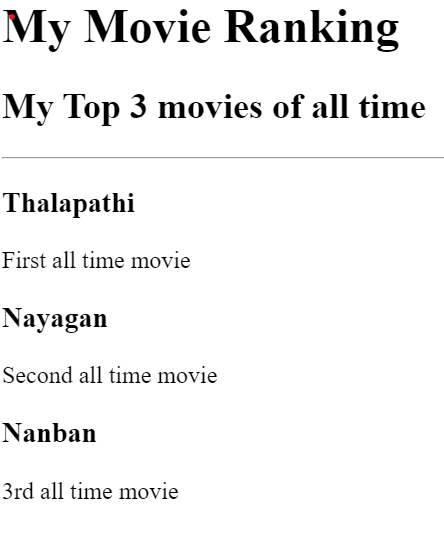 My Movie Ranking
My Top 3 movies of all time
Thalapathi
First all time movie
Nayagan
Second all time movie
Nanban
3rd all time movie